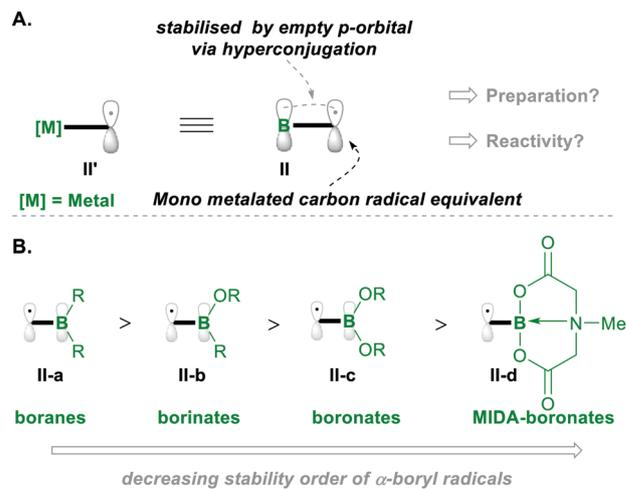 A.
stabilised by empty p-orbital
via hyperconjugation
[M]
B
Preparation?
Reactivity?
II'
II
[M] = Metal
Mono metalated carbon radical equivalent
B.
R
B
R
>
OR
B
R
>
OR
B
OR
>
O
O
B
N
Me
O
O
II-a
II-b
II-c
II-d
boranes
borinates
boronates
MIDA-boronates
decreasing stability order of α-boryl radicals